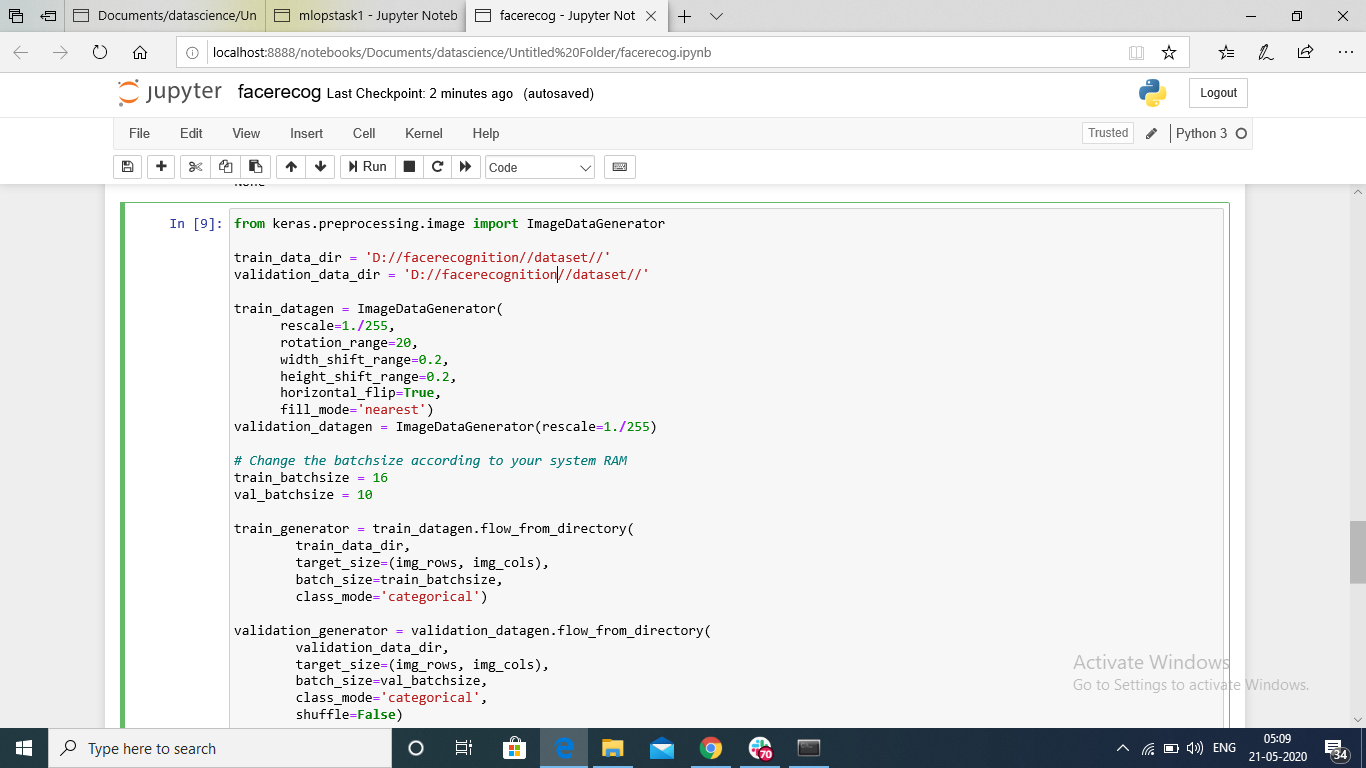 Documents/datascience/Un
mlopstask1 - Jupyter Noteb
facerecog - Jupyter Not
localhost:8888/notebooks/Documents/datascience/Untitled%20Folder/facerecog.ipynb
jupyter facerecog Last Checkpoint: 2 minutes ago (autosaved)
Logout
File Edit View Insert Cell Kernel Help
Trusted
Python 3
Run
Code
None
In [9]:
from keras.preprocessing.image import ImageDataGenerator
train_data_dir = 'D://facerecognition//dataset//'
validation_data_dir = 'D://facerecognition//dataset//'
train_datagen = ImageDataGenerator(
rescale=1./255,
rotation_range=20,
width_shift_range=0.2,
height_shift_range=0.2,
horizontal_flip=True,
fill_mode='nearest')
validation_datagen = ImageDataGenerator(rescale=1./255)
# Change the batchsize according to your system RAM
train_batchsize = 16
val_batchsize = 10
train_generator = train_datagen.flow_from_directory(
train_data_dir,
target_size=(img_rows, img_cols),
batch_size=train_batchsize,
class_mode='categorical')
validation_generator = validation_datagen.flow_from_directory(
validation_data_dir,
target_size=(img_rows, img_cols),
batch_size=val_batchsize,
class_mode='categorical',
shuffle=False)
Activate Windows
Go to Settings to activate Windows.
Type here to search
70
ENG
05:09
21-05-2020
34